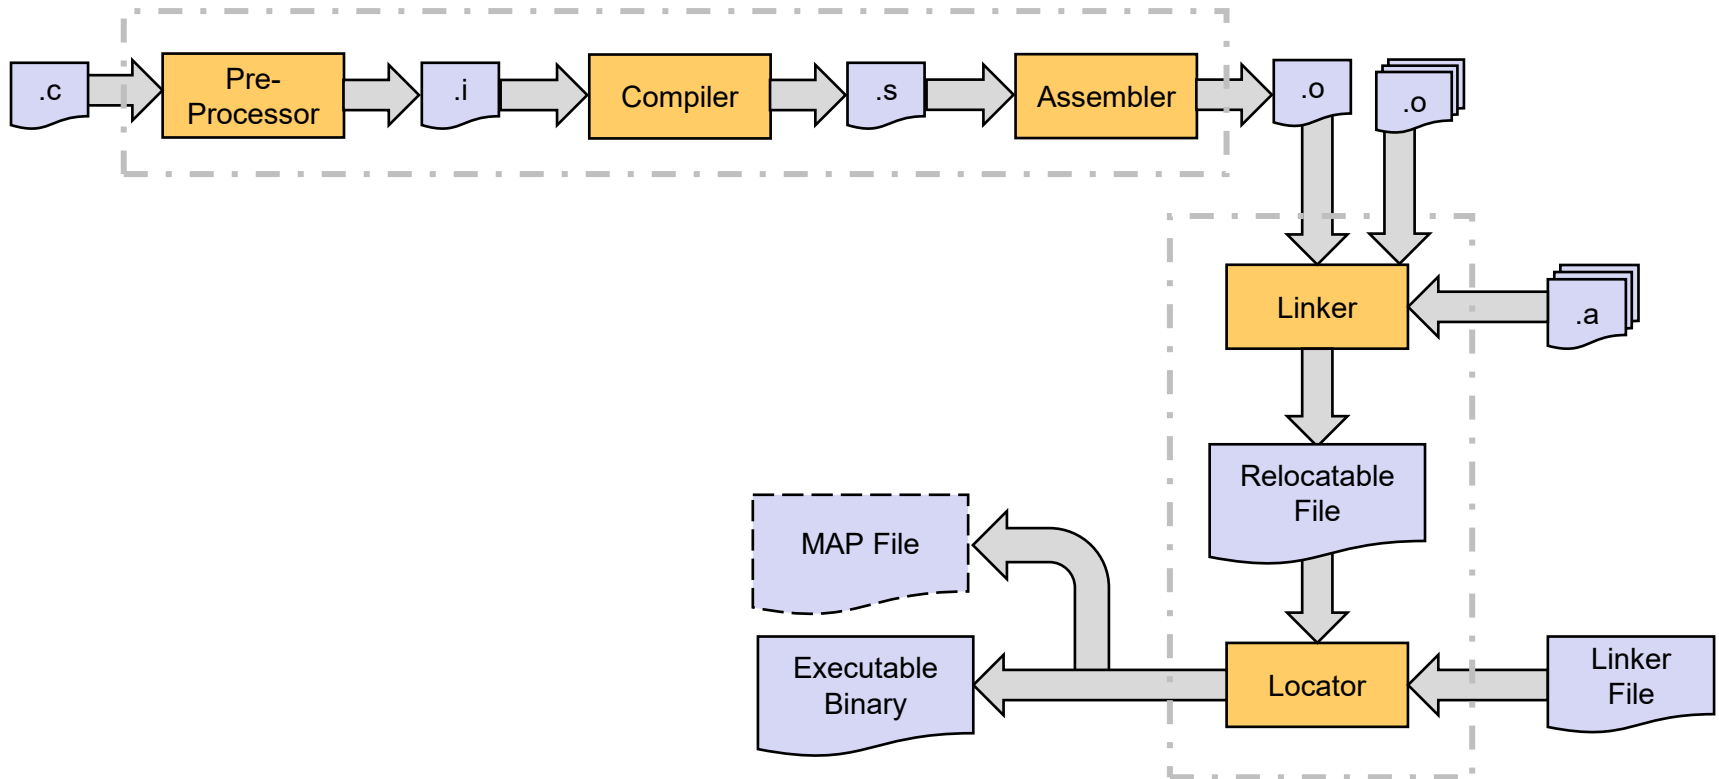 .c
Pre-
Processor
.i
Compiler
.s
Assembler
.o
.o
Linker
.a
Relocatable
File
MAP File
Executable
Binary
Locator
Linker
File